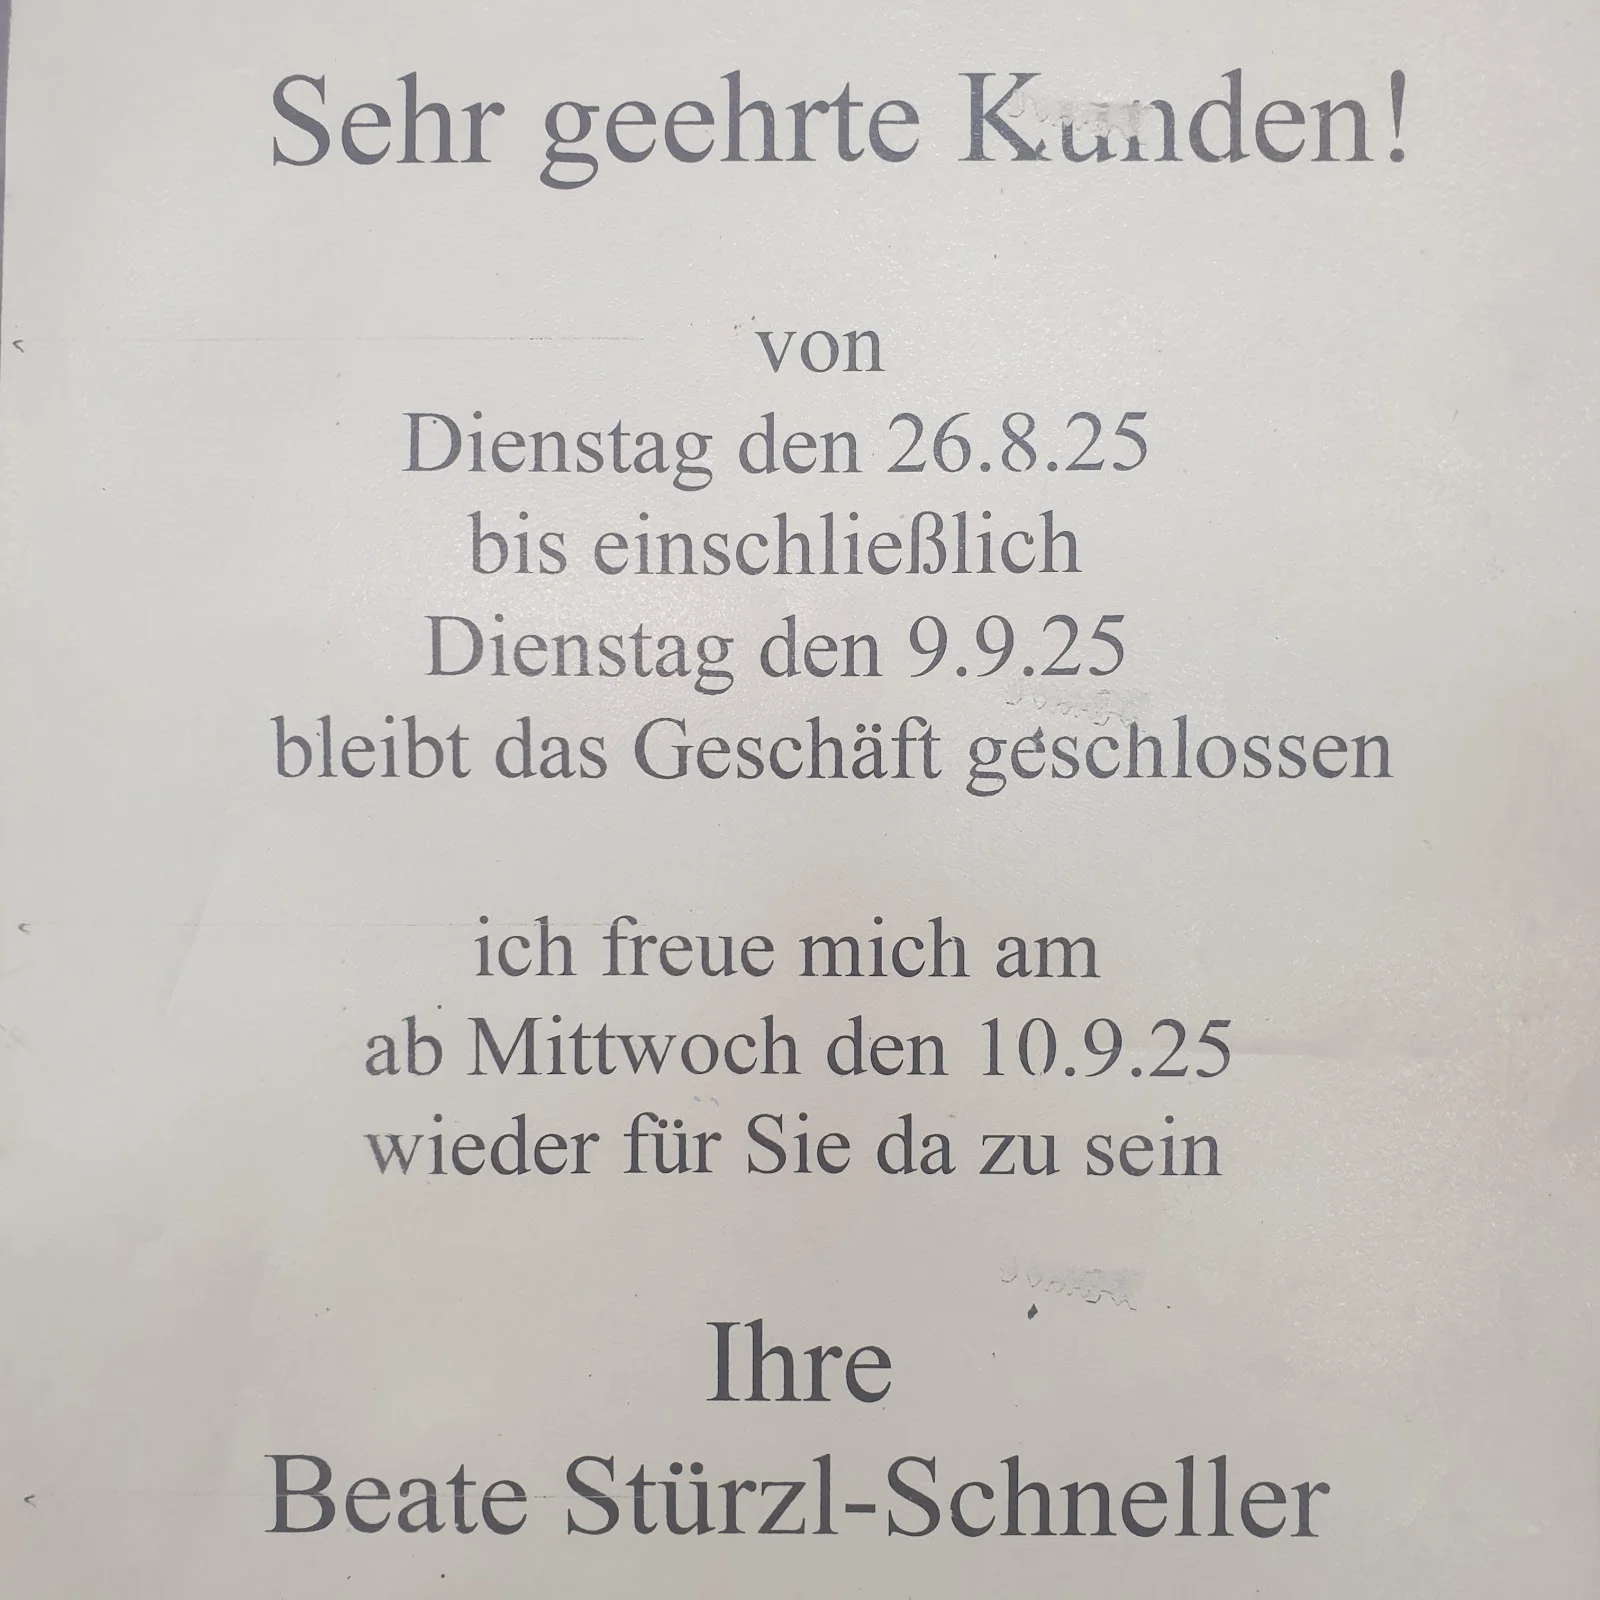 Sehr geehrte Kunden!
von
Dienstag den 26.8.25
bis einschließlich
Dienstag den 9.9.25
bleibt das Geschäft geschlossen
ich freue mich am
ab Mittwoch den 10.9.25
wieder für Sie da zu sein
Ihre
Beate Stürzl-Schneller